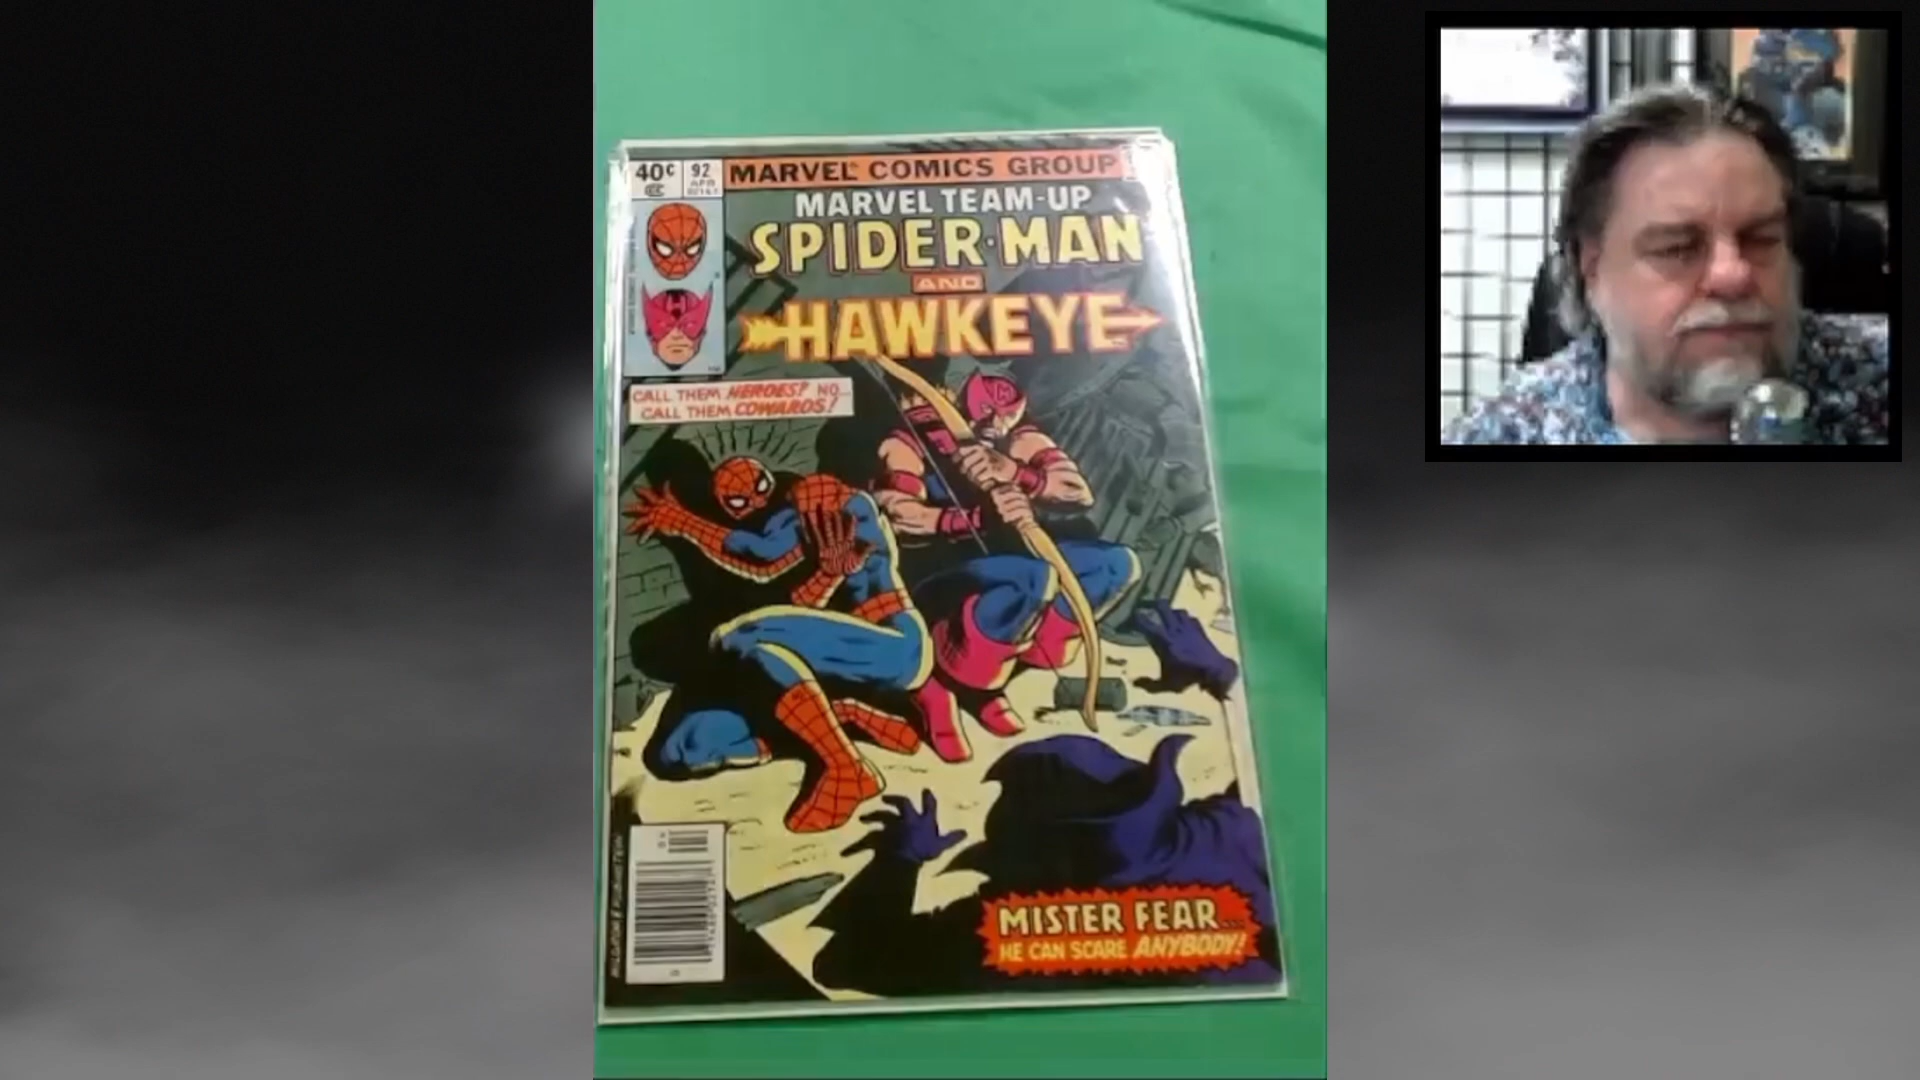 40¢ 92 MARVEL® COMICS GROUP
APR
MARVEL TEAM-UP
SPIDER-MAN
AND
HAWKEYE
CALL THEM HEROES? NO...
CALL THEM COWARDS!
MISTER FEAR...
HE CAN SCARE ANYBODY!